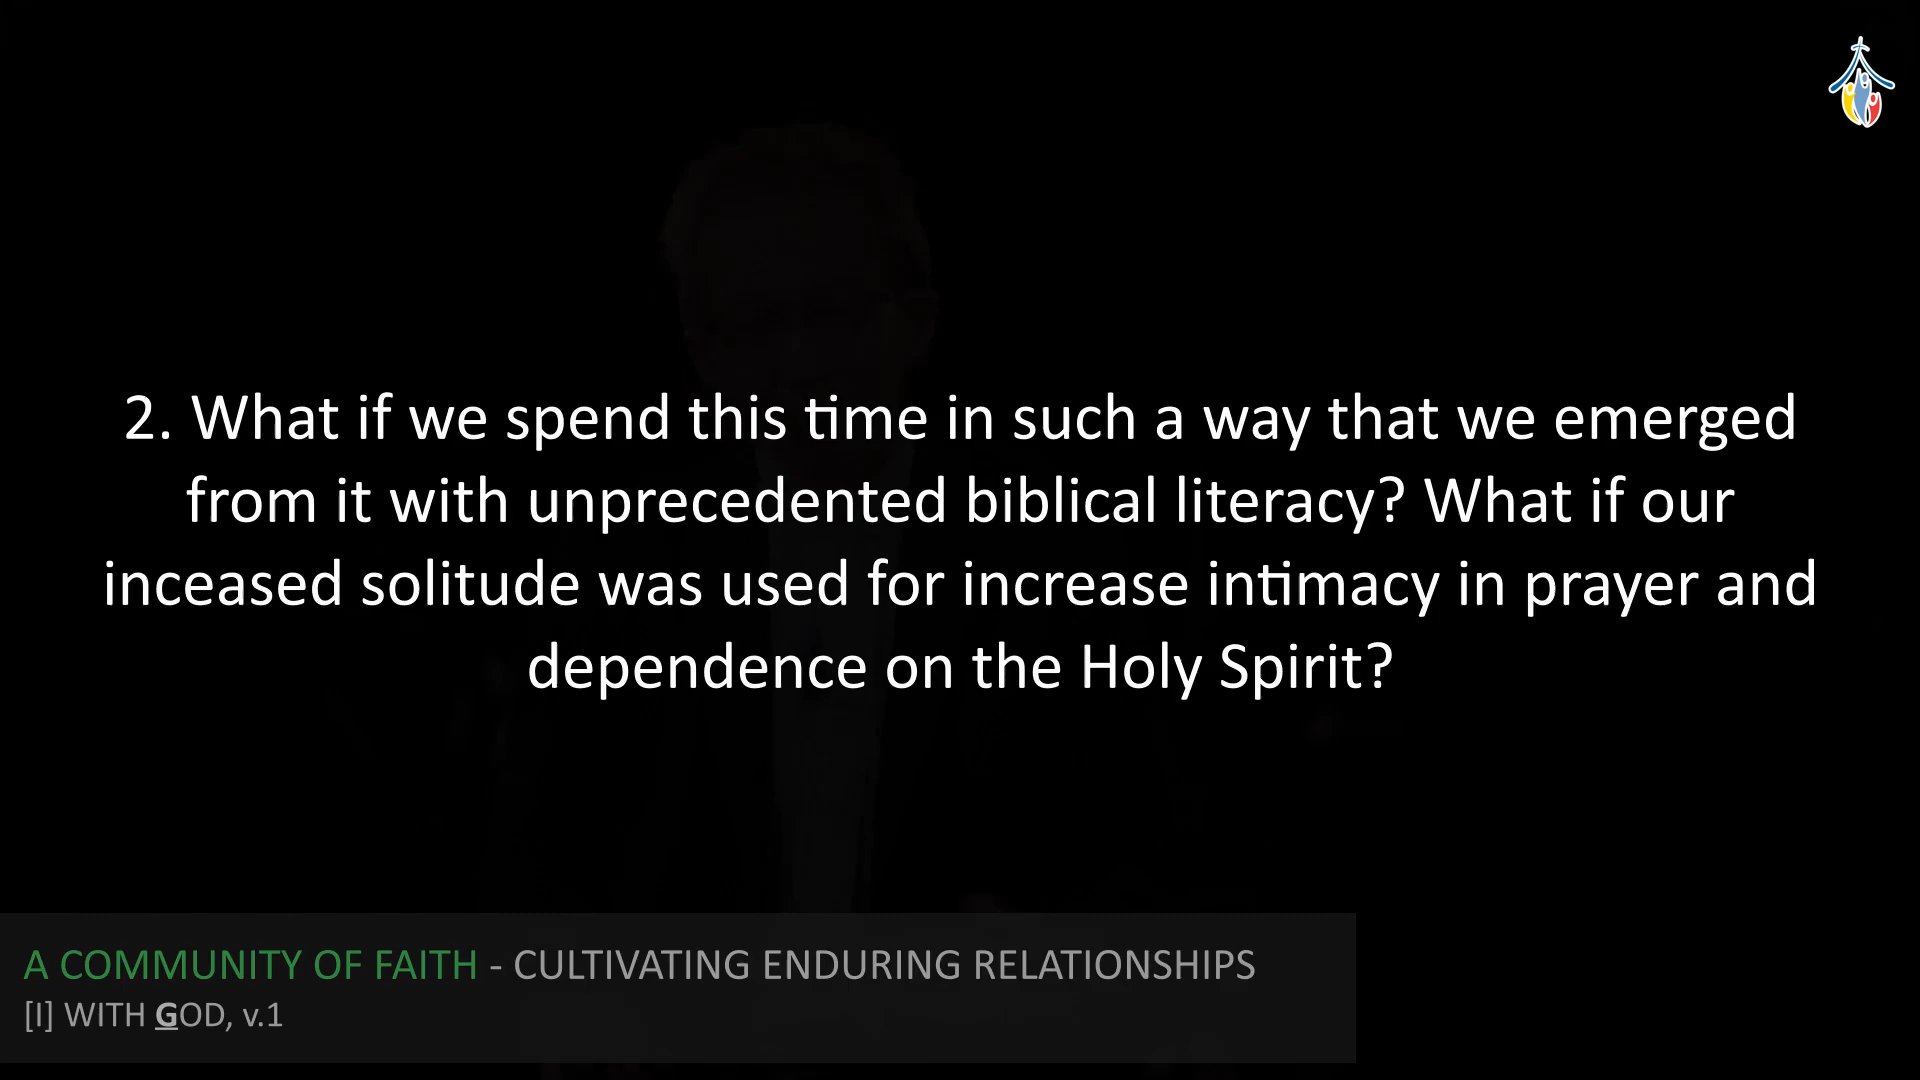 2. What if we spend this time in such a way that we emerged
from it with unprecedented biblical literacy? What if our
inceased solitude was used for increase intimacy in prayer and
dependence on the Holy Spirit?
A COMMUNITY OF FAITH - CULTIVATING ENDURING RELATIONSHIPS
[I] WITH GOD, v.1